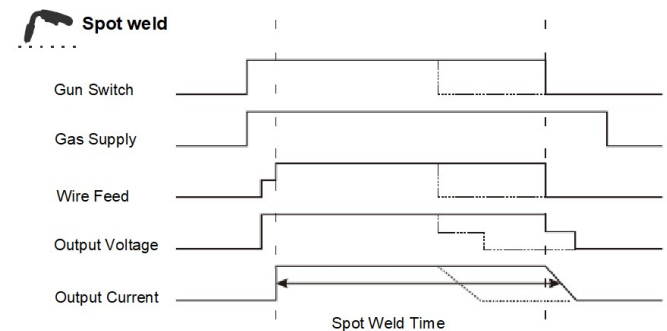 Spot weld
Gun Switch
Gas Supply
Wire Feed
Output Voltage
Output Current
Spot Weld Time